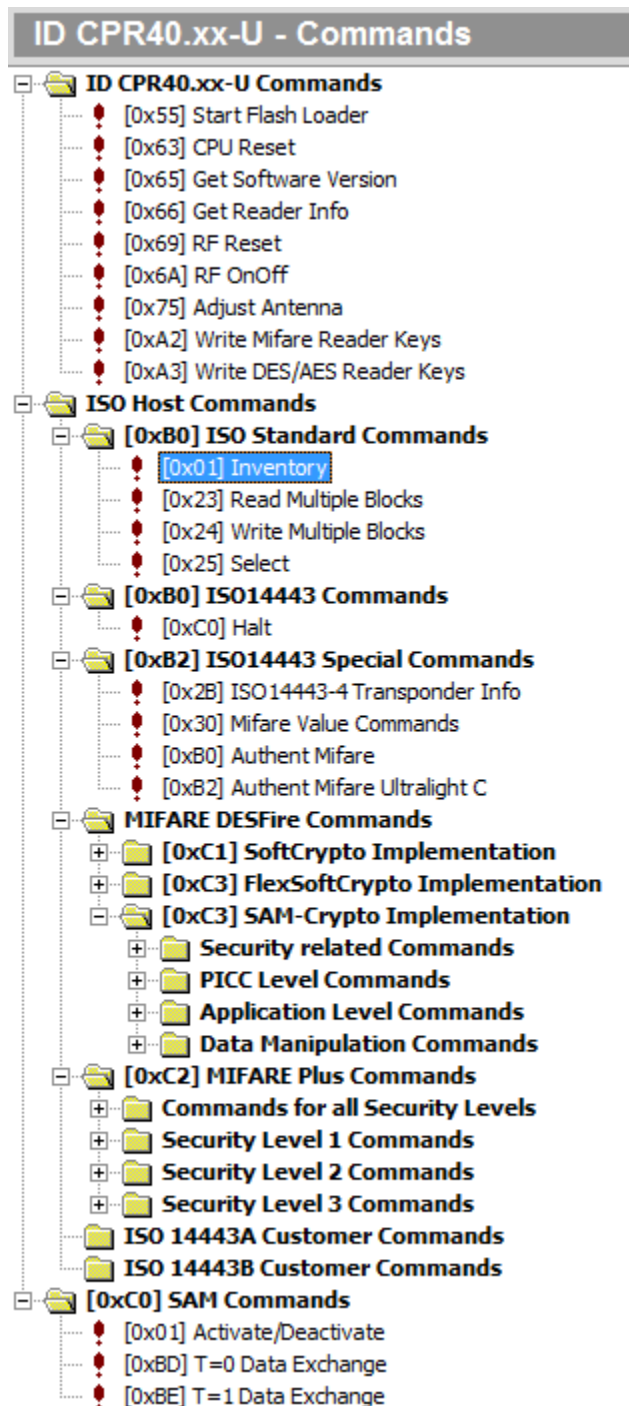 ID CPR40.xx-U - Commands
ID CPR40.xx-U Commands
[0x55] Start Flash Loader
[0x63] CPU Reset
[0x65] Get Software Version
[0x66] Get Reader Info
[0x69] RF Reset
[0x6A] RF OnOff
[0x75] Adjust Antenna
[0xA2] Write Mifare Reader Keys
[0xA3] Write DES/AES Reader Keys
ISO Host Commands
[0xB0] ISO Standard Commands
[0x01] Inventory
[0x23] Read Multiple Blocks
[0x24] Write Multiple Blocks
[0x25] Select
[0xB0] ISO14443 Commands
[0xC0] Halt
[0xB2] ISO14443 Special Commands
[0x2B] ISO14443-4 Transponder Info
[0x30] Mifare Value Commands
[0xB0] Authent Mifare
[0xB2] Authent Mifare Ultralight C
MIFARE DESFire Commands
[0xC1] SoftCrypto Implementation
[0xC3] FlexSoftCrypto Implementation
[0xC3] SAM-Crypto Implementation
Security related Commands
PICC Level Commands
Application Level Commands
Data Manipulation Commands
[0xC2] MIFARE Plus Commands
Commands for all Security Levels
Security Level 1 Commands
Security Level 2 Commands
Security Level 3 Commands
ISO 14443A Customer Commands
ISO 14443B Customer Commands
[0xC0] SAM Commands
[0x01] Activate/Deactivate
[0xBD] T=0 Data Exchange
[0xBE] T=1 Data Exchange